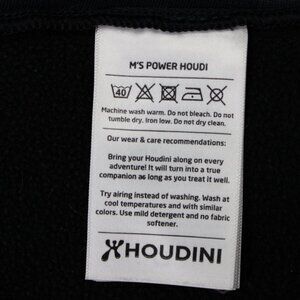 M'S POWER HOUDI
40
Machine wash warm. Do not bleach. Do not
tumble dry. Iron low. Do not dry clean.
Our wear & care recommendations:
Bring your Houdini along on every
adventure! It will turn into a true
companion as long as you treat it well.
Try airing instead of washing. Wash at
cool temperatures and with similar
colors. Use mild detergent and no fabric
softener.
HOUDINI